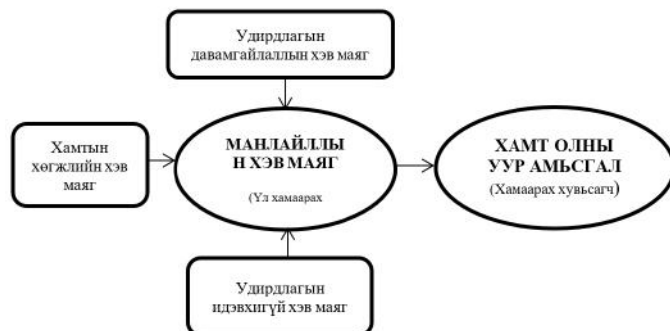 Удирдлагын
давамгайлаллын хэв маяг
Хамтын
хөгжлийн хэв
маяг
МАНЛАЙЛЛЫ
Н ХЭВ МАЯГ
(Үл хамаарах
ХАМТ ОЛНЫ
УУР АМЬСГАЛ
(Хамаарах хувьсагч)
Удирдлагын
идэвхигүй хэв маяг